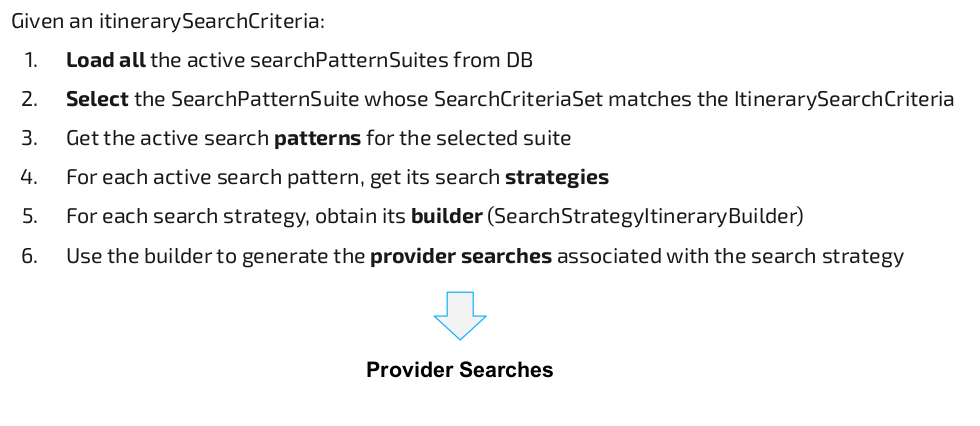 Given an itinerarySearchCriteria:
1. Load all the active searchPatternSuites from DB
2. Select the SearchPatternSuite whose SearchCriteriaSet matches the ItinerarySearchCriteria
3. Get the active search patterns for the selected suite
4. For each active search pattern, get its search strategies
5. For each search strategy, obtain its builder (SearchStrategyItineraryBuilder)
6. Use the builder to generate the provider searches associated with the search strategy
Provider Searches